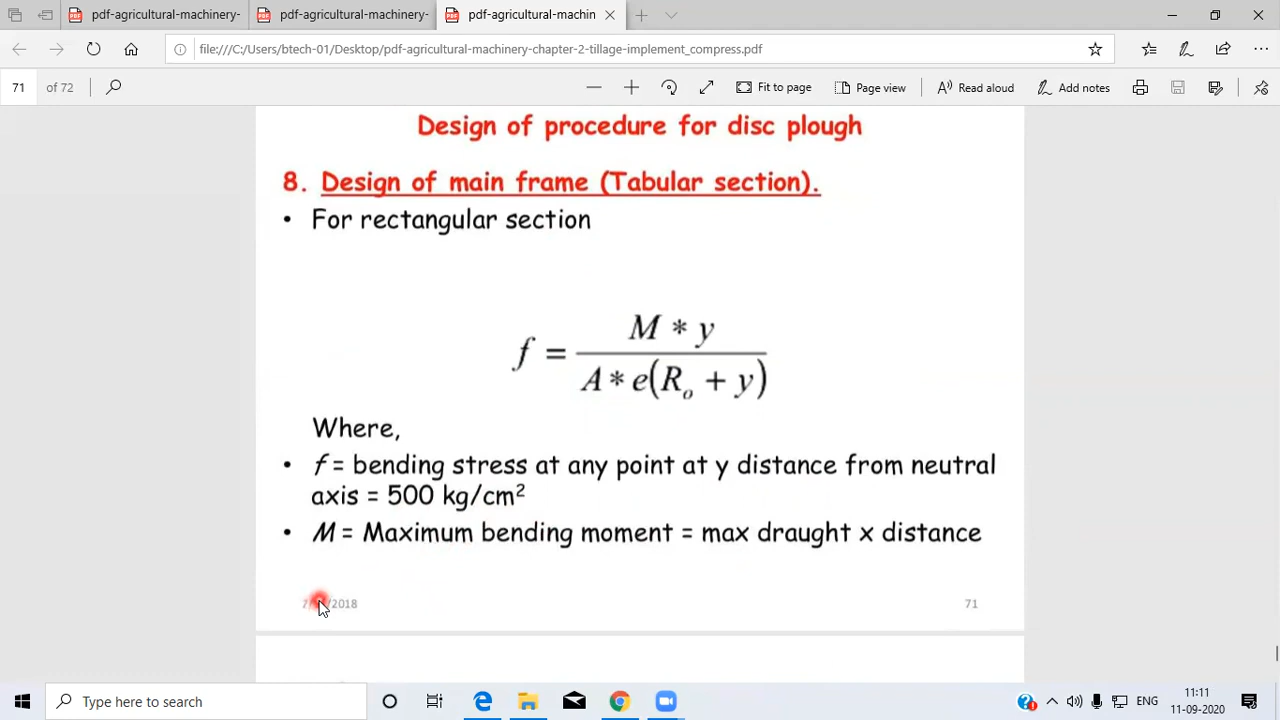 pdf-agricultural-machinery-
pdf-agricultural-machinery-
pdf-agricultural-machin
file:///C:/Users/btech-01/Desktop/pdf-agricultural-machinery-chapter-2-tillage-implement_compress.pdf
71 of 72
Fit to page
Page view
Read aloud
Add notes
Design of procedure for disc plough
8. Design of main frame (Tabular section).
• For rectangular section
f = M * y / A * e(Ro + y)
Where,
• f = bending stress at any point at y distance from neutral
axis = 500 kg/cm²
• M = Maximum bending moment = max draught x distance
/2018
71
Type here to search
ENG
11:11
11-09-2020